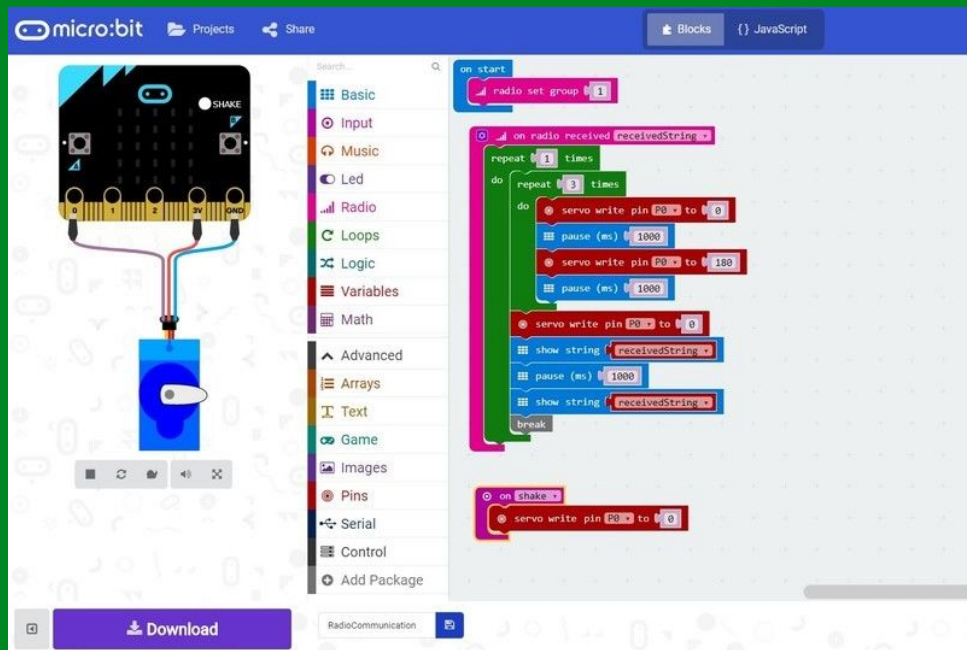 micro:bit
Projects
Share
Blocks
{} JavaScript
SHAKE
B
A
0 1 2 3V GND
Search...
Basic
Input
Music
Led
Radio
Loops
Logic
Variables
Math
Advanced
Arrays
Text
Game
Images
Pins
Serial
Control
Add Package
on start
radio set group 1
on radio received receivedString
repeat 1 times
do repeat 3 times
do servo write pin P0 to 0
pause (ms) 1000
servo write pin P0 to 180
pause (ms) 1000
servo write pin P0 to 0
show string receivedString
pause (ms) 1000
show string receivedString
break
on shake
servo write pin P0 to 0
Download
RadioCommunication